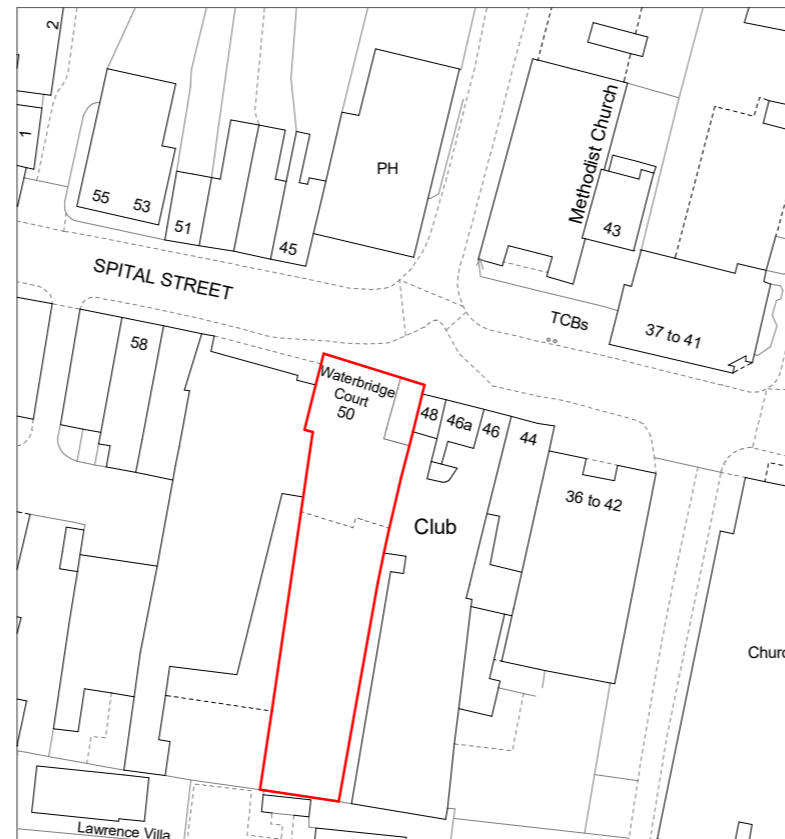 2
1
55
53
51
45
PH
Methodist Church
43
SPITAL STREET
TCBs
37 to 41
58
Waterbridge
Court
50
48
46a
46
44
36 to 42
Club
Churc
Lawrence Villa